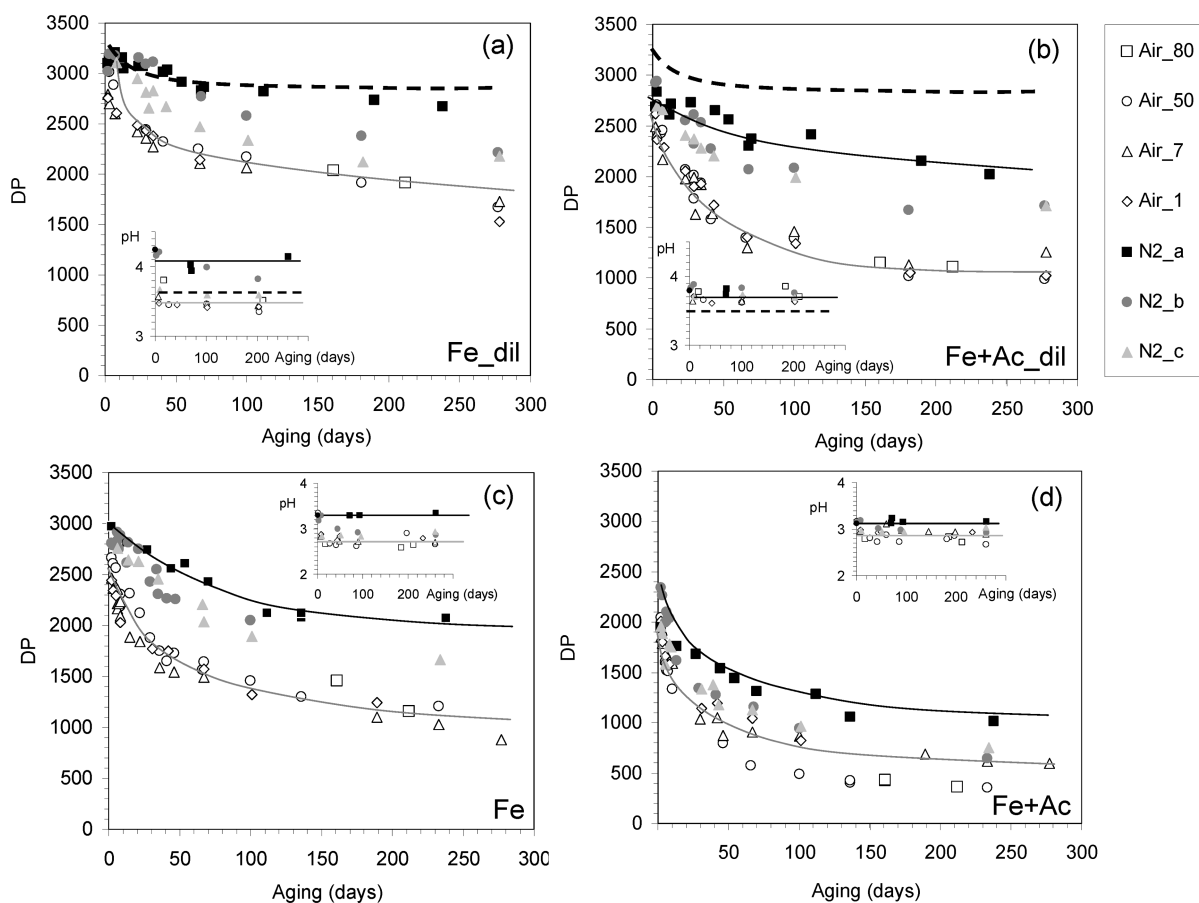 3500
3000
2500
2000
1500
1000
500
0
DP
(a)
pH
4
3
0 100 200
Aging (days)
Fe_dil
0 50 100 150 200 250 300
Aging (days)
3500
3000
2500
2000
1500
1000
500
0
DP
(b)
pH
4
3
0 100 200 Aging (days)
Fe+Ac_dil
0 50 100 150 200 250 300
Aging (days)
Air_80
Air_50
Air_7
Air_1
N2_a
N2_b
N2_c
3500
3000
2500
2000
1500
1000
500
0
DP
(c)
pH
4
3
2
0 100 200 Aging (days)
Fe
0 50 100 150 200 250 300
Aging (days)
3500
3000
2500
2000
1500
1000
500
0
DP
(d)
pH
4
3
2
0 100 200 Aging (days)
Fe+Ac
0 50 100 150 200 250 300
Aging (days)